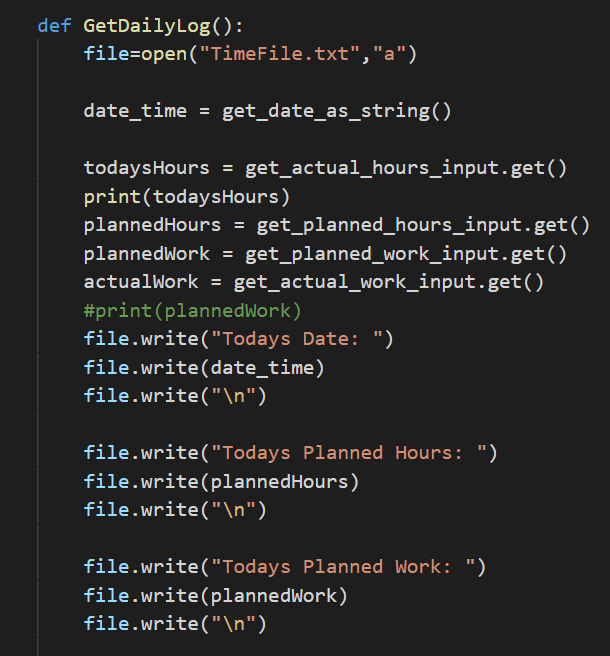 def GetDailyLog():
    file=open("TimeFile.txt","a")

    date_time = get_date_as_string()

    todaysHours = get_actual_hours_input.get()
    print(todaysHours)
    plannedHours = get_planned_hours_input.get()
    plannedWork = get_planned_work_input.get()
    actualWork = get_actual_work_input.get()
    #print(plannedWork)
    file.write("Todays Date: ")
    file.write(date_time)
    file.write("\n")

    file.write("Todays Planned Hours: ")
    file.write(plannedHours)
    file.write("\n")

    file.write("Todays Planned Work: ")
    file.write(plannedWork)
    file.write("\n")